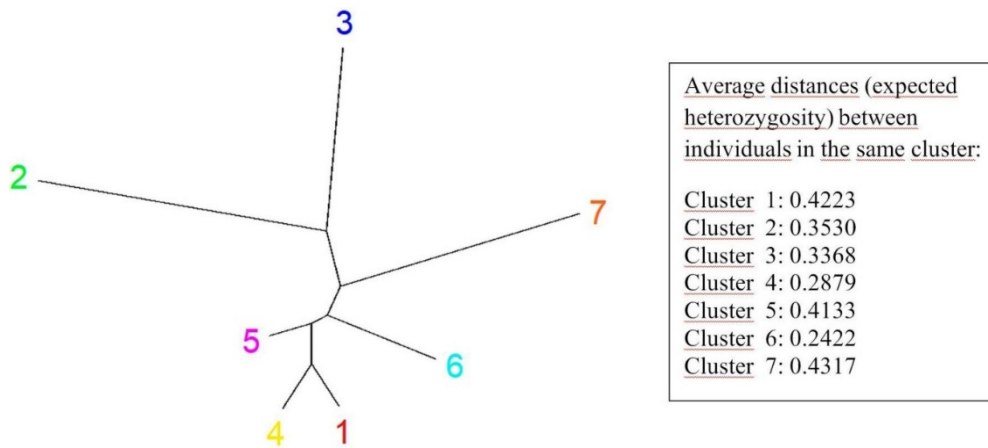 3
2
7
5
6
4
1
Average distances (expected
heterozygosity) between
individuals in the same cluster:
Cluster 1: 0.4223
Cluster 2: 0.3530
Cluster 3: 0.3368
Cluster 4: 0.2879
Cluster 5: 0.4133
Cluster 6: 0.2422
Cluster 7: 0.4317